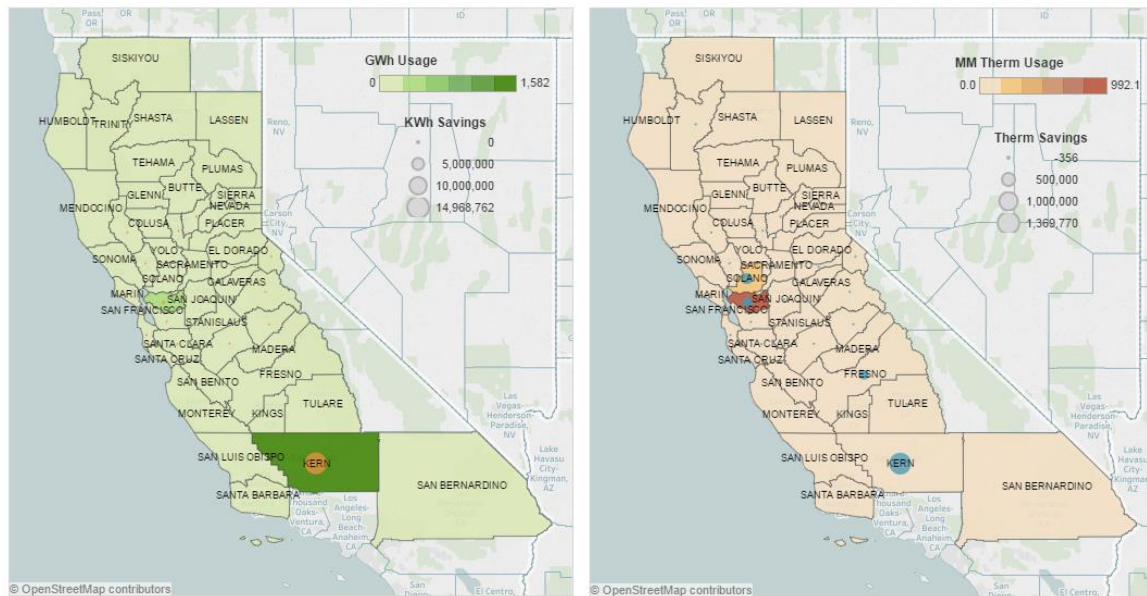 Pass OR
OR
ID
GWh Usage
0
1,582
KWh Savings
0
5,000,000
10,000,000
14,968,762
SISKIYOU
HUMBOLDT
TRINITY
SHASTA
LASSEN
Reno, NV
TEHAMA
PLUMAS
BUTTE
GLENN
SIERRA
NEVADA
MENDOCINO
COLUSA
PLACER
Carson City, NV
YOLO
EL DORADO
SONOMA
SACRAMENTO
SOLANO
CALAVERAS
MARIN
SAN JOAQUIN
SAN FRANCISCO
STANISLAUS
SANTA CLARA
SANTA CRUZ
MADERA
FRESNO
SAN BENITO
MONTEREY
KINGS
TULARE
Las Vegas-Henderson-Paradise, NV
SAN LUIS OBISPO
KERN
Lake Havasu City-Kingman, AZ
SAN BERNARDINO
SANTA BARBARA
Thousand Oaks-Ventura, CA
Los Angeles-Long Beach-Anaheim, CA
San
El Centro,
© OpenStreetMap contributors
Pass OR
OR
ID
MM Therm Usage
0.0
992.1
Therm Savings
-356
500,000
1,000,000
1,369,770
SISKIYOU
HUMBOLDT
TRINITY
SHASTA
LASSEN
Reno, NV
TEHAMA
PLUMAS
BUTTE
GLENN
SIERRA
NEVADA
MENDOCINO
COLUSA
PLACER
Carson City, NV
YOLO
EL DORADO
SONOMA
SACRAMENTO
SOLANO
CALAVERAS
MARIN
SAN JOAQUIN
SAN FRANCISCO
STANISLAUS
SANTA CLARA
SANTA CRUZ
MADERA
FRESNO
SAN BENITO
MONTEREY
KINGS
TULARE
Las Vegas-Henderson-Paradise, NV
SAN LUIS OBISPO
KERN
Lake Havasu City-Kingman, AZ
SAN BERNARDINO
SANTA BARBARA
Thousand Oaks-Ventura, CA
Los Angeles-Long Beach-Anaheim, CA
San
El Centro,
© OpenStreetMap contributors